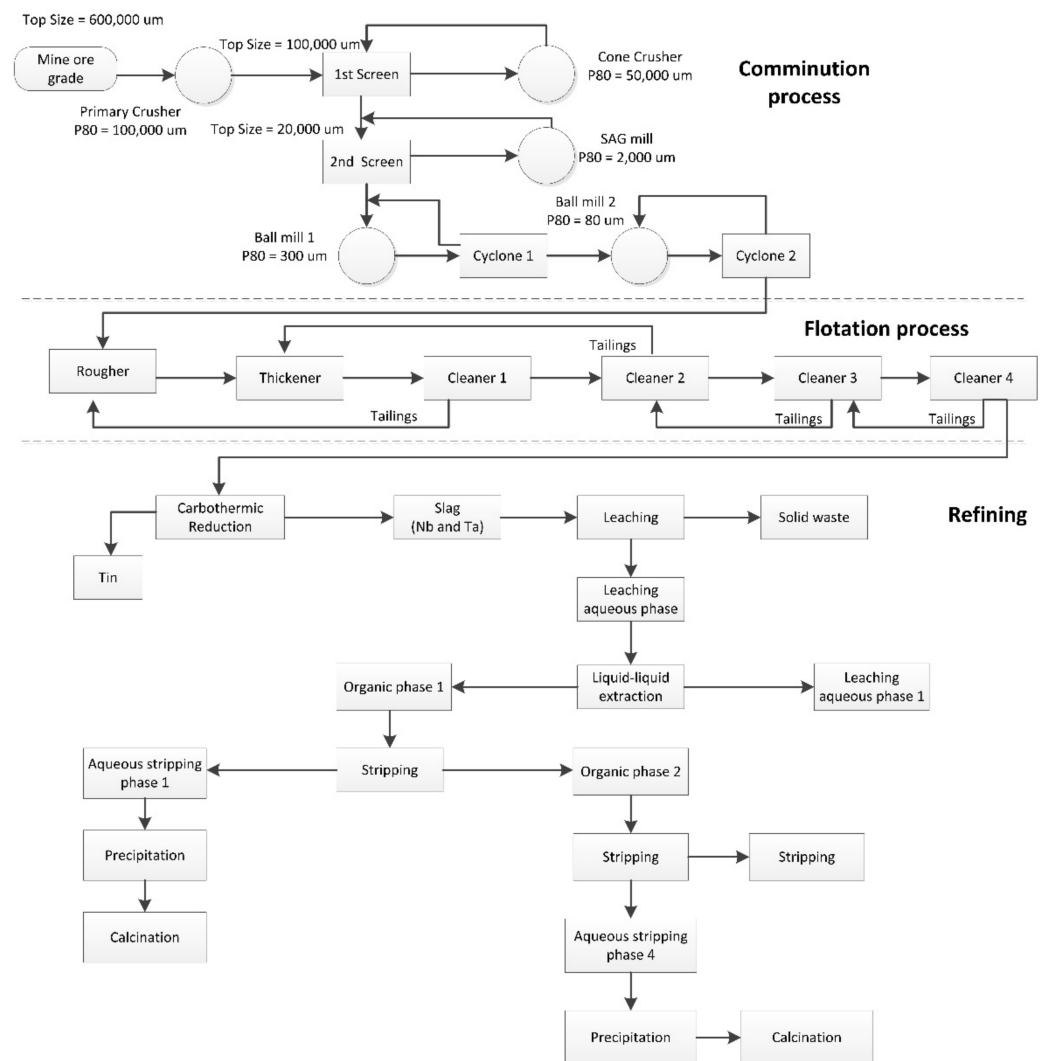 Top Size = 600,000 um
Mine ore
grade
Primary Crusher
P80 = 100,000 um
Top Size = 100,000 um
1st Screen
Cone Crusher
P80 = 50,000 um
Comminution
process
Top Size = 20,000 um
2nd Screen
SAG mill
P80 = 2,000 um
Ball mill 1
P80 = 300 um
Cyclone 1
Ball mill 2
P80 = 80 um
Cyclone 2
Flotation process
Rougher
Thickener
Cleaner 1
Tailings
Cleaner 2
Cleaner 3
Cleaner 4
Tailings
Tailings
Tailings
Carbothermic
Reduction
Slag
(Nb and Ta)
Leaching
Solid waste
Refining
Tin
Leaching
aqueous phase
Organic phase 1
Liquid-liquid
extraction
Leaching
aqueous phase 1
Aqueous stripping
phase 1
Stripping
Organic phase 2
Precipitation
Stripping
Stripping
Calcination
Aqueous stripping
phase 4
Precipitation
Calcination